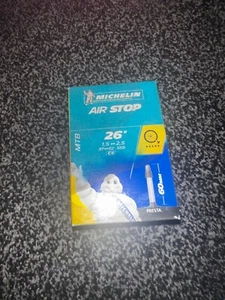 MICHELIN
AIR STOP
MTB
26"
1,5 ↔ 2,5
60mm
PRESTA